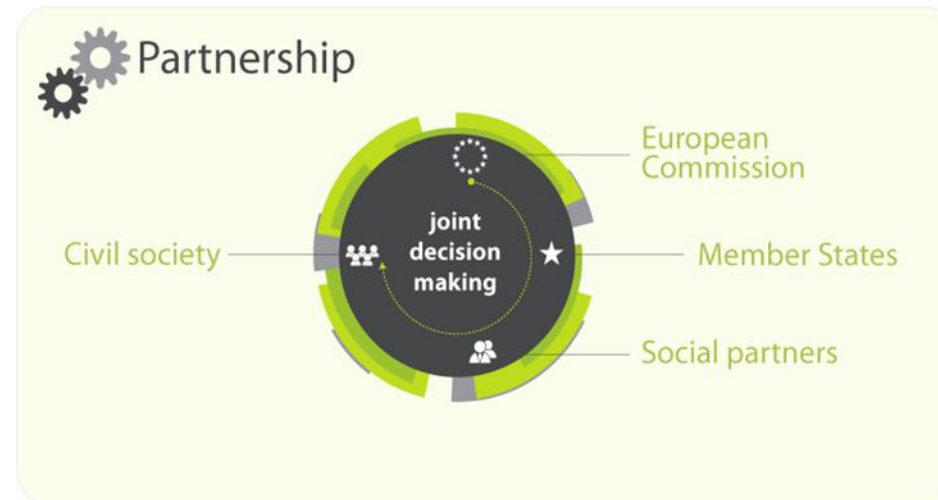 Partnership
European
Commission
joint
decision
making
Civil society
Member States
Social partners